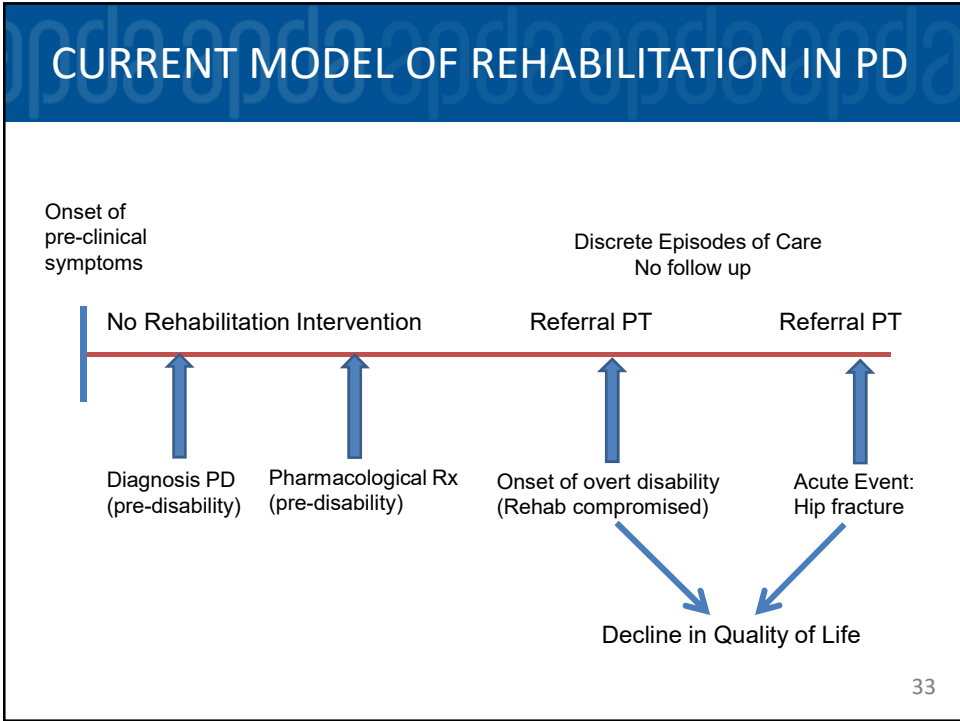 CURRENT MODEL OF REHABILITATION IN PD
Onset of
pre-clinical
symptoms
Discrete Episodes of Care
No follow up
No Rehabilitation Intervention
Referral PT
Referral PT
Diagnosis PD
(pre-disability)
Pharmacological Rx
(pre-disability)
Onset of overt disability
(Rehab compromised)
Acute Event:
Hip fracture
Decline in Quality of Life
33